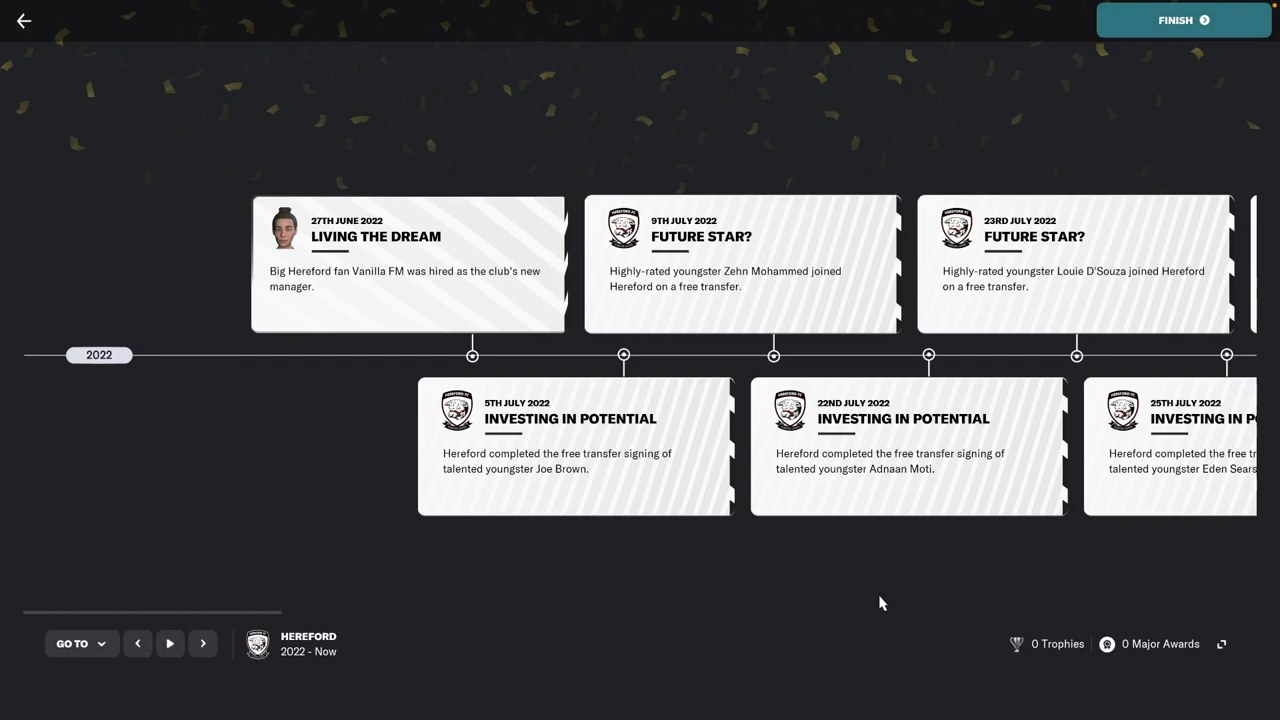 FINISH
27TH JUNE 2022
LIVING THE DREAM
Big Hereford fan Vanilla FM was hired as the club's new
manager.
9TH JULY 2022
FUTURE STAR?
Highly-rated youngster Zehn Mohammed joined
Hereford on a free transfer.
23RD JULY 2022
FUTURE STAR?
Highly-rated youngster Louie D'Souza joined Hereford
on a free transfer.
2022
5TH JULY 2022
INVESTING IN POTENTIAL
Hereford completed the free transfer signing of
talented youngster Joe Brown.
22ND JULY 2022
INVESTING IN POTENTIAL
Hereford completed the free transfer signing of
talented youngster Adnaan Moti.
25TH JULY 2022
INVESTING IN P
Hereford completed the free tr
talented youngster Eden Sears
GO TO
HEREFORD
2022 - Now
0 Trophies
0 Major Awards